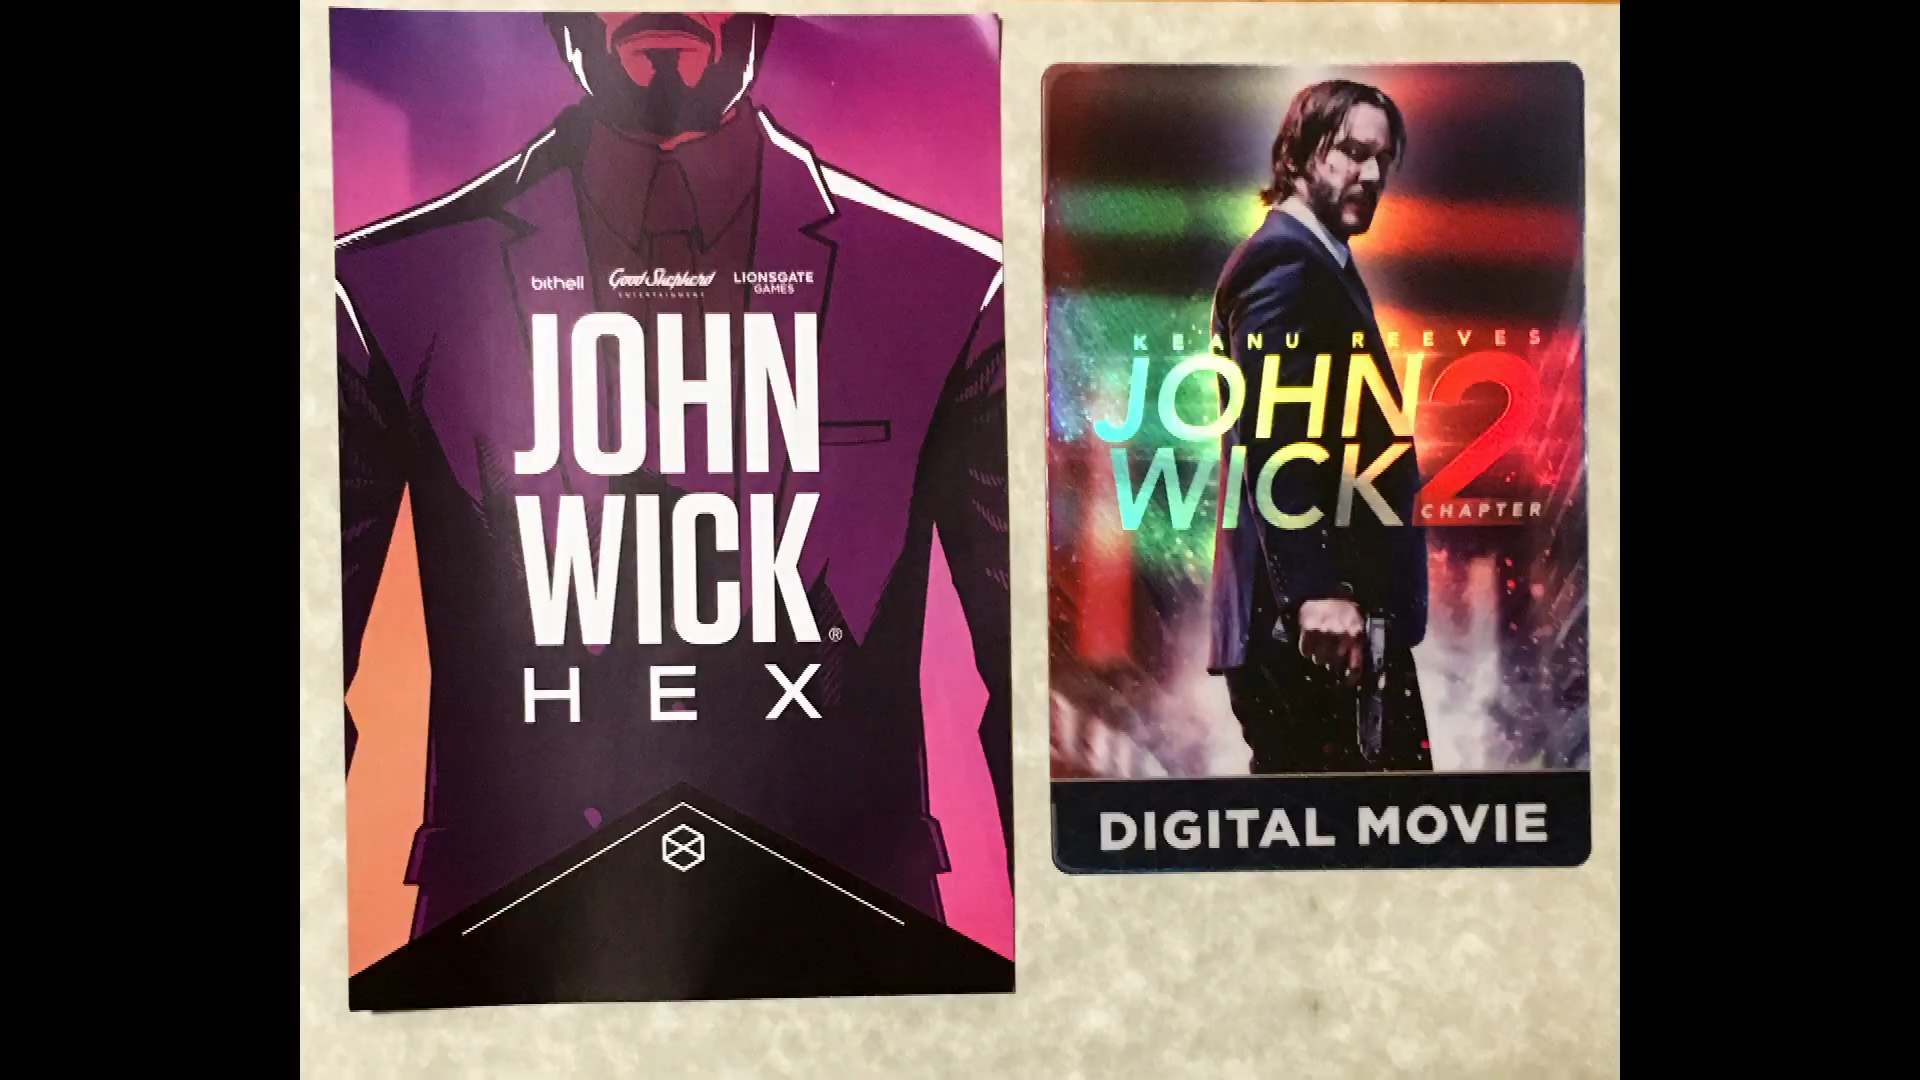 bithell
Good Shepherd
ENTERTAINMENT
LIONSGATE
GAMES
JOHN
WICK®
HEX
KEANU REEVES
JOHN 2
WICK
CHAPTER
DIGITAL MOVIE